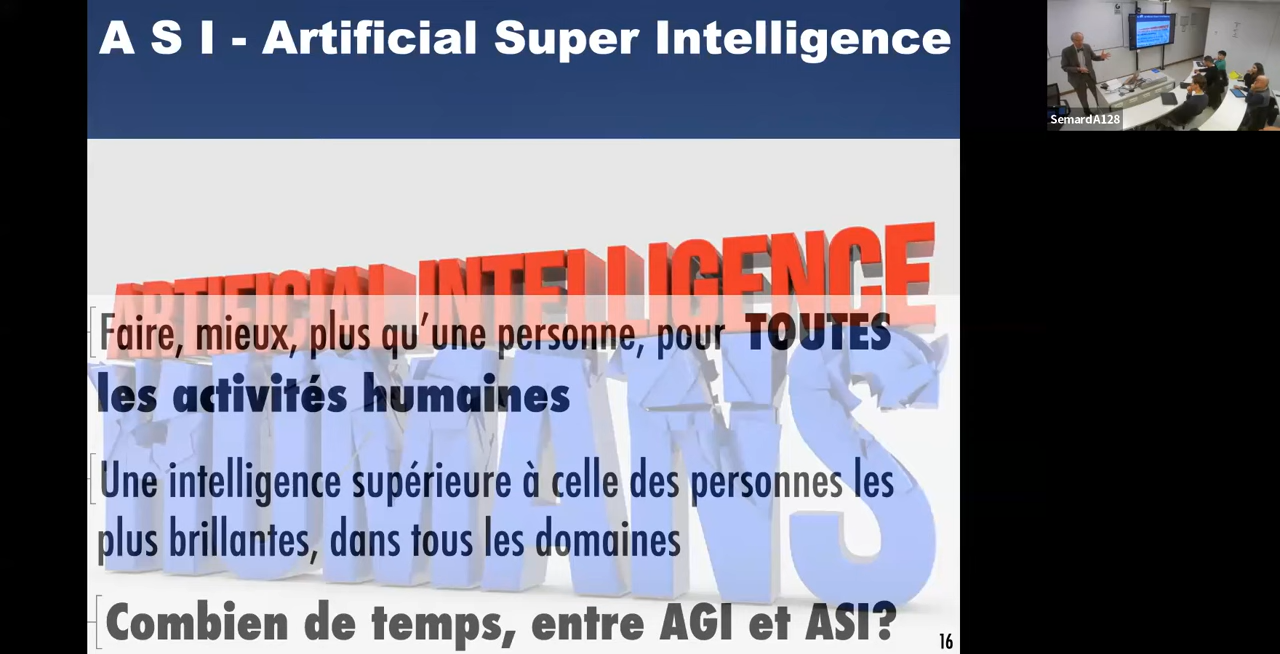 A S I - Artificial Super Intelligence
ARTIFICIAL INTELLIGENCE
HUMANS
Faire, mieux, plus qu’une personne, pour TOUTES
les activités humaines
Une intelligence supérieure à celle des personnes les
plus brillantes, dans tous les domaines
Combien de temps, entre AGI et ASI?
16
SemardA128